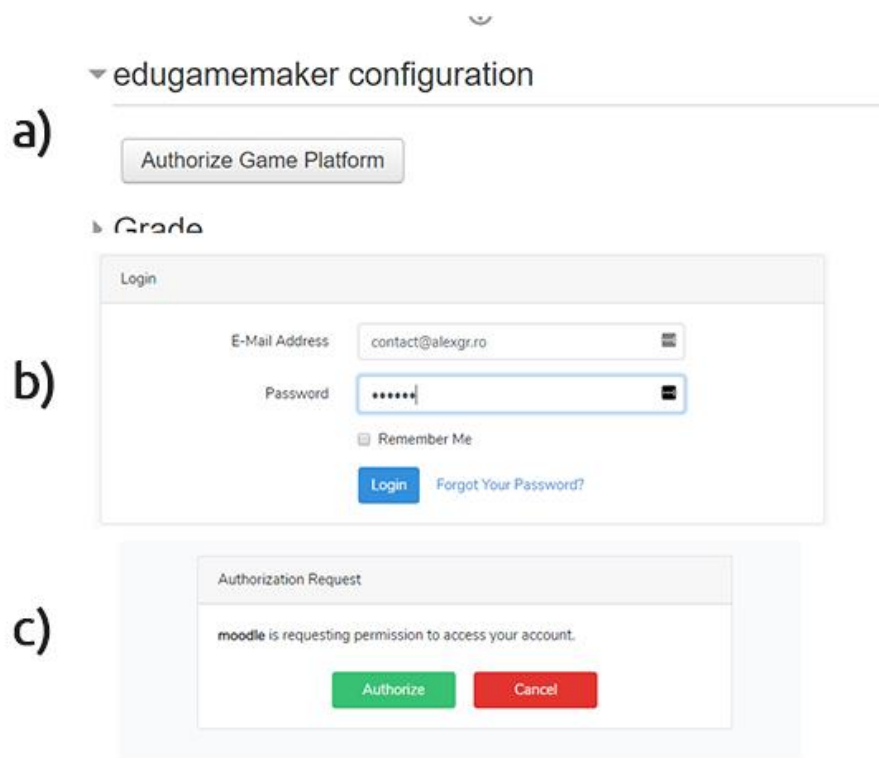 a)
edugamemaker configuration
Authorize Game Platform
Grade
b)
Login
E-Mail Address contact@alexgr.ro
Password ••••••
Remember Me
Login Forgot Your Password?
c)
Authorization Request
moodle is requesting permission to access your account.
Authorize Cancel